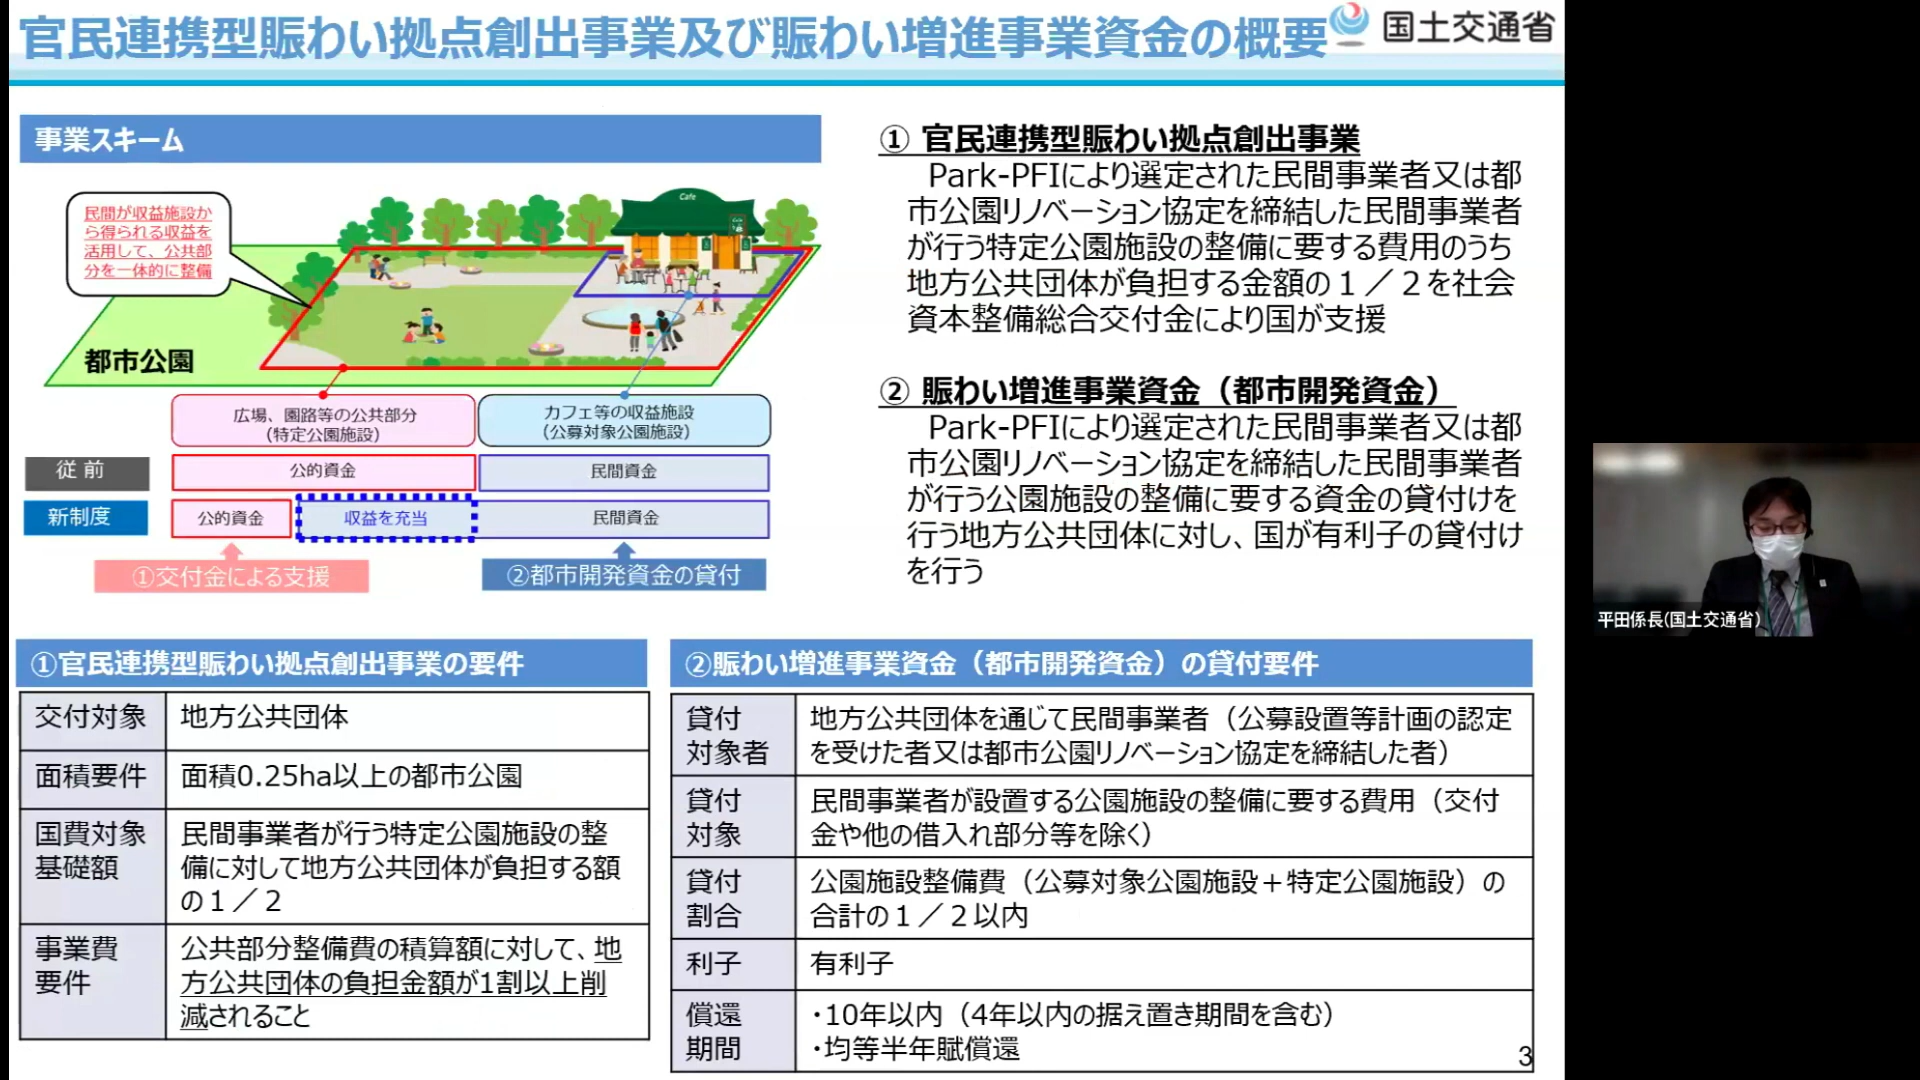 官民連携型賑わい拠点創出事業及び賑わい増進事業資金の概要
国土交通省
事業スキーム
民間が収益施設か
ら得られる収益を
活用して、公共部
分を一体的に整備
Cafe
都市公園
広場、園路等の公共部分
(特定公園施設)
カフェ等の収益施設
(公募対象公園施設)
従 前
公的資金
民間資金
新制度
公的資金
収益を充当
民間資金
①交付金による支援
②都市開発資金の貸付
① 官民連携型賑わい拠点創出事業
Park-PFIにより選定された民間事業者又は都
市公園リノベーション協定を締結した民間事業者
が行う特定公園施設の整備に要する費用のうち
地方公共団体が負担する金額の1／2を社会
資本整備総合交付金により国が支援
② 賑わい増進事業資金（都市開発資金）
Park-PFIにより選定された民間事業者又は都
市公園リノベーション協定を締結した民間事業者
が行う公園施設の整備に要する資金の貸付けを
行う地方公共団体に対し、国が有利子の貸付け
を行う
①官民連携型賑わい拠点創出事業の要件
交付対象
地方公共団体
面積要件
面積0.25ha以上の都市公園
国費対象
基礎額
民間事業者が行う特定公園施設の整
備に対して地方公共団体が負担する額
の1／2
事業費
要件
公共部分整備費の積算額に対して、地
方公共団体の負担金額が1割以上削
減されること
②賑わい増進事業資金（都市開発資金）の貸付要件
貸付
対象者
地方公共団体を通じて民間事業者（公募設置等計画の認定
を受けた者又は都市公園リノベーション協定を締結した者）
貸付
対象
民間事業者が設置する公園施設の整備に要する費用（交付
金や他の借入れ部分等を除く）
貸付
割合
公園施設整備費（公募対象公園施設＋特定公園施設）の
合計の1／2以内
利子
有利子
償還
期間
・10年以内（4年以内の据え置き期間を含む）
・均等半年賦償還
3
平田係長(国土交通省)